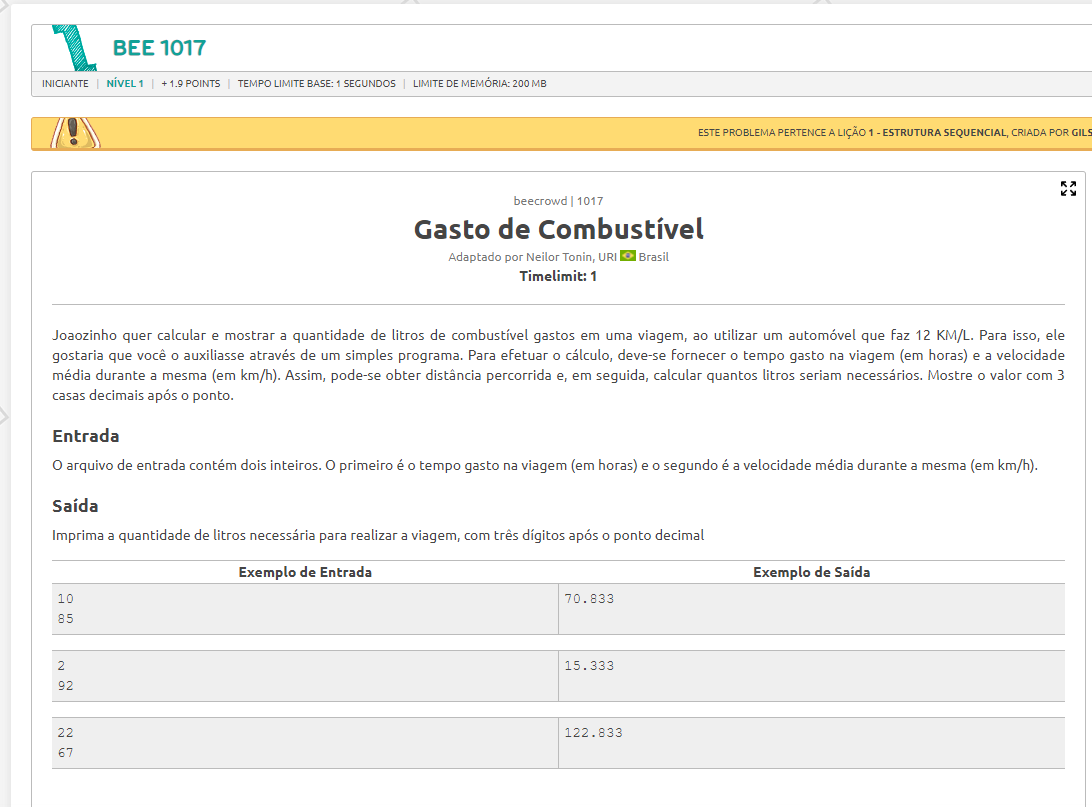 BEE 1017
INICIANTE | NÍVEL 1 | + 1.9 POINTS | TEMPO LIMITE BASE: 1 SEGUNDOS | LIMITE DE MEMÓRIA: 200 MB
ESTE PROBLEMA PERTENCE A LIÇÃO 1 - ESTRUTURA SEQUENCIAL, CRIADA POR GILS
beecrowd | 1017
Gasto de Combustível
Adaptado por Neilor Tonin, URI Brasil
Timelimit: 1
Joaozinho quer calcular e mostrar a quantidade de litros de combustível gastos em uma viagem, ao utilizar um automóvel que faz 12 KM/L. Para isso, ele
gostaria que você o auxiliasse através de um simples programa. Para efetuar o cálculo, deve-se fornecer o tempo gasto na viagem (em horas) e a velocidade
média durante a mesma (em km/h). Assim, pode-se obter distância percorrida e, em seguida, calcular quantos litros seriam necessários. Mostre o valor com 3
casas decimais após o ponto.
Entrada
O arquivo de entrada contém dois inteiros. O primeiro é o tempo gasto na viagem (em horas) e o segundo é a velocidade média durante a mesma (em km/h).
Saída
Imprima a quantidade de litros necessária para realizar a viagem, com três dígitos após o ponto decimal
Exemplo de Entrada Exemplo de Saída
10 70.833
85
2 15.333
92
22 122.833
67